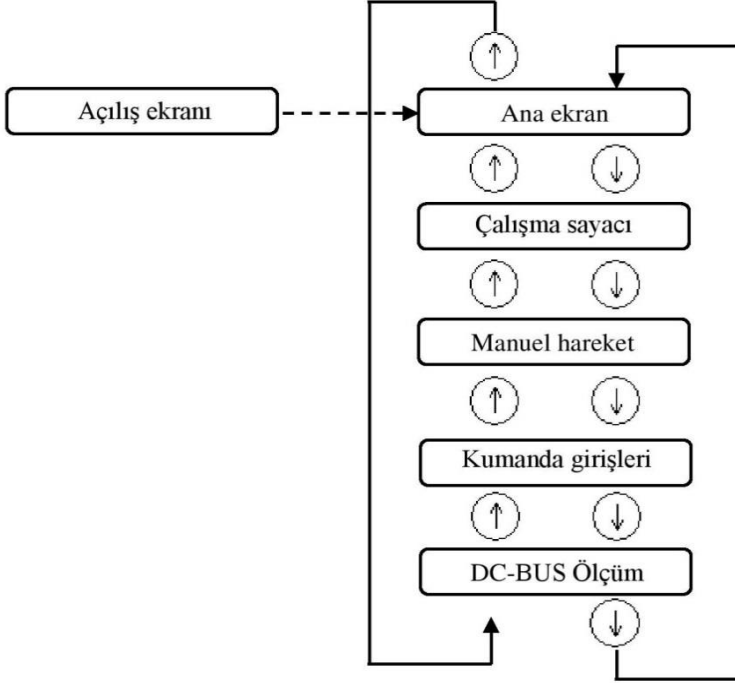 Açılış ekranı
Ana ekran
Çalışma sayacı
Manuel hareket
Kumanda girişleri
DC-BUS Ölçüm